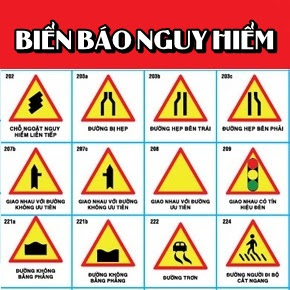 BIỂN BÁO NGUY HIỂM
202
203a
203b
203c
CHỖ NGOẶT NGUY
HIỂM LIÊN TIẾP
ĐƯỜNG BỊ HẸP
ĐƯỜNG HẸP BÊN TRÁI
ĐƯỜNG HẸP BÊN PHẢI
207b
207b
208
209
GIAO NHAU VỚI ĐƯỜNG
KHÔNG ƯU TIÊN
GIAO NHAU VỚI ĐƯỜNG
KHÔNG ƯU TIÊN
GIAO NHAU VỚI ĐƯỜNG
ƯU TIÊN
GIAO NHAU CÓ TÍN
HIỆU ĐÈN
221a
221b
222
224
ĐƯỜNG KHÔNG
BẰNG PHẲNG
ĐƯỜNG KHÔNG
BẰNG PHẲNG
ĐƯỜNG TRƠN
ĐƯỜNG NGƯỜI ĐI BỘ
CẮT NGANG